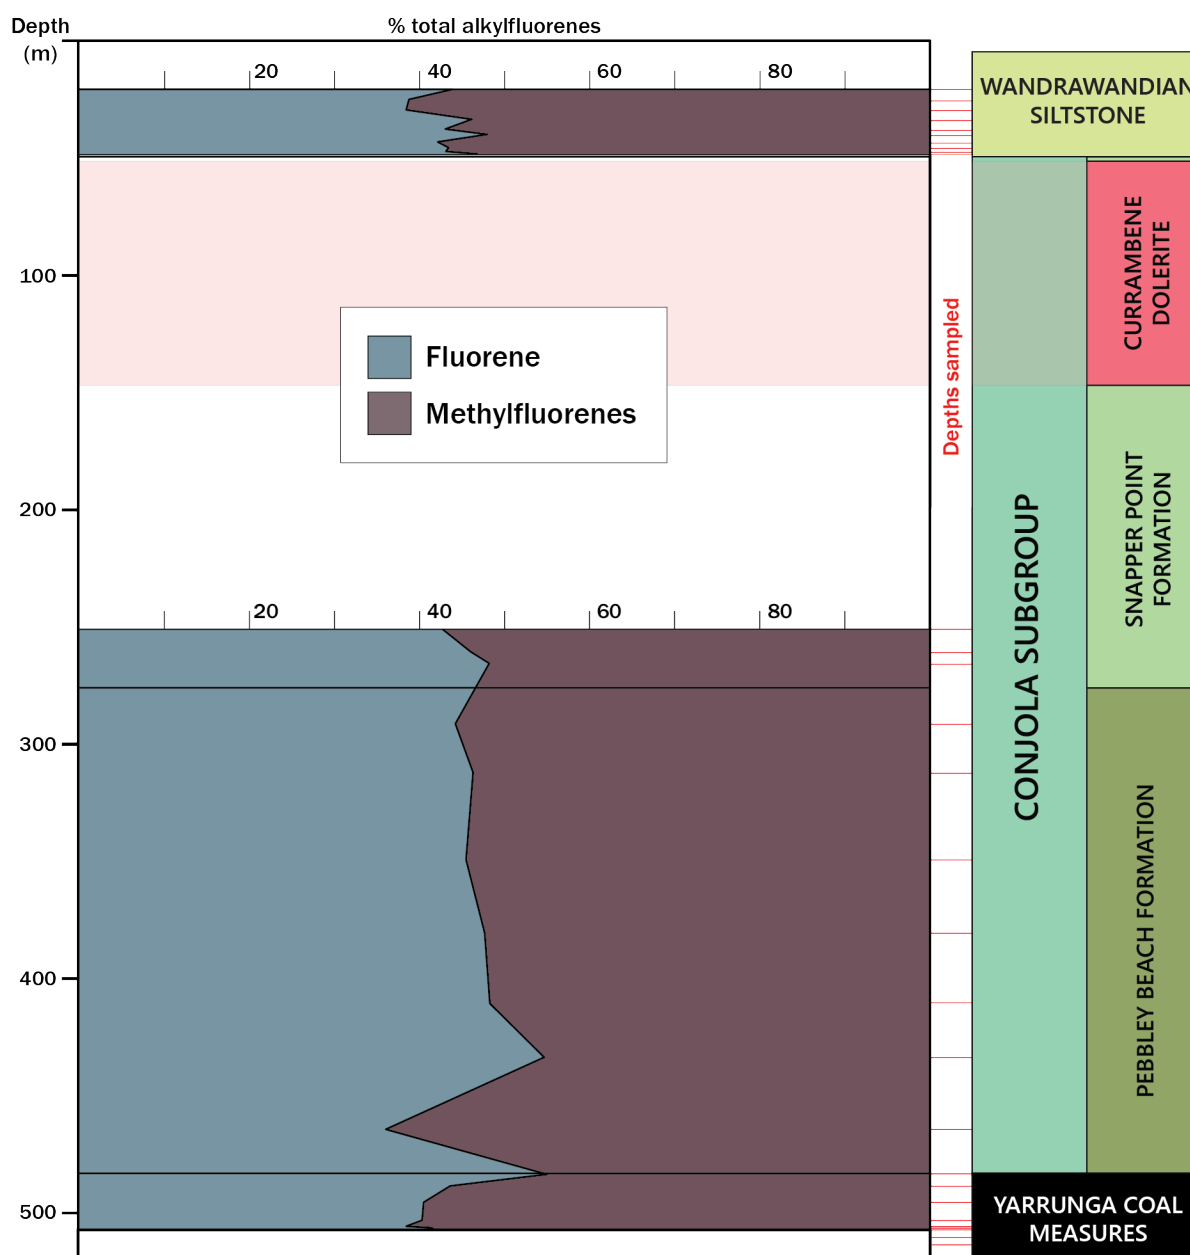 Depth
(m)
% total alkylfluorenes
20
40
60
80
WANDRAWANDIAN
SILTSTONE
100
200
300
400
500
Fluorene
Methylfluorenes
Depths sampled
20
40
60
80
CONJOLA SUBGROUP
CURRAMBENE
DOLERITE
SNAPPER POINT
FORMATION
PEBBLEY BEACH FORMATION
YARRUNGA COAL
MEASURES